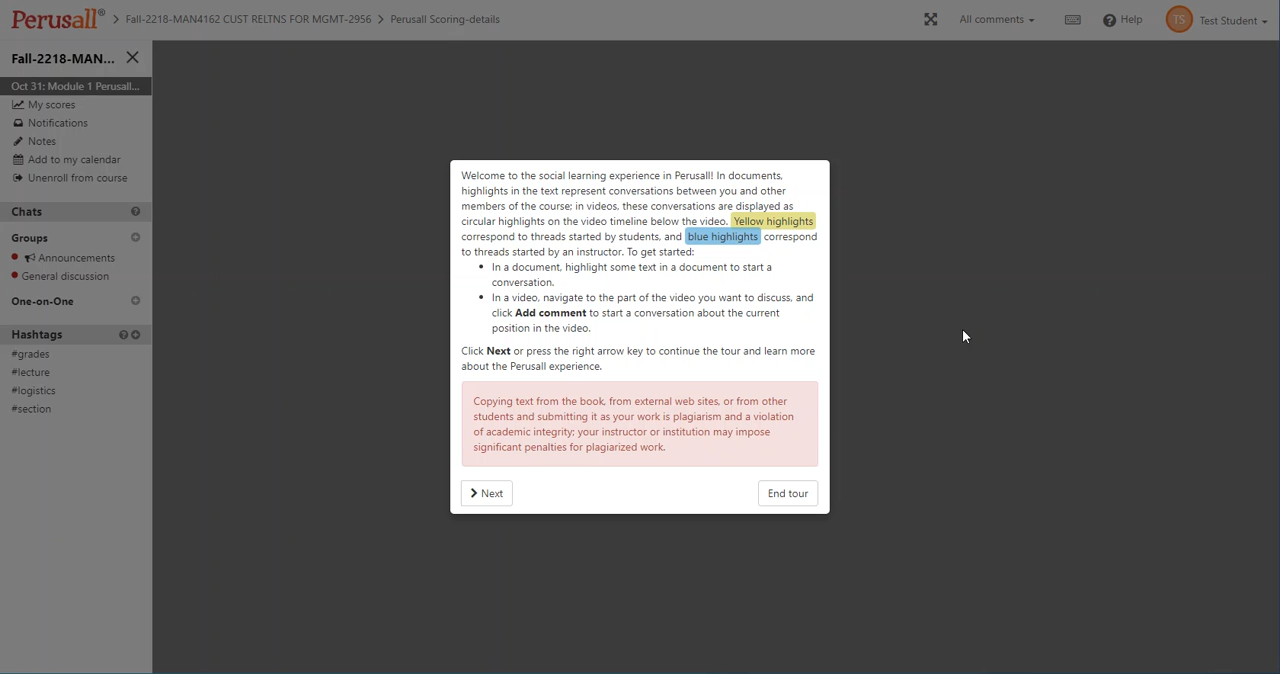 Perusall® Fall-2218-MAN4162 CUST RELTNS FOR MGMT-2956 Perusall Scoring-details All comments Help TS Test Student
Fall-2218-MAN...
Oct 31: Module 1 Perusall...
My scores
Notifications
Notes
Add to my calendar
Unenroll from course
Chats
Groups
Announcements
General discussion
One-on-One
Hashtags
#grades
#lecture
#logistics
#section
Welcome to the social learning experience in Perusall! In documents,
highlights in the text represent conversations between you and other
members of the course; in videos, these conversations are displayed as
circular highlights on the video timeline below the video. Yellow highlights
correspond to threads started by students, and blue highlights correspond
to threads started by an instructor. To get started:
• In a document, highlight some text in a document to start a
conversation.
• In a video, navigate to the part of the video you want to discuss, and
click Add comment to start a conversation about the current
position in the video.
Click Next or press the right arrow key to continue the tour and learn more
about the Perusall experience.
Copying text from the book, from external web sites, or from other
students and submitting it as your work is plagiarism and a violation
of academic integrity; your instructor or institution may impose
significant penalties for plagiarized work.
Next End tour